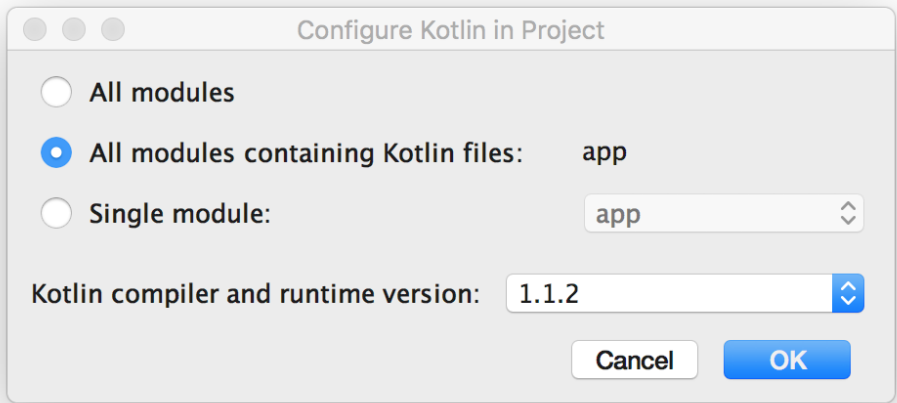 Configure Kotlin in Project
All modules
All modules containing Kotlin files: app
Single module: app
Kotlin compiler and runtime version: 1.1.2
Cancel OK